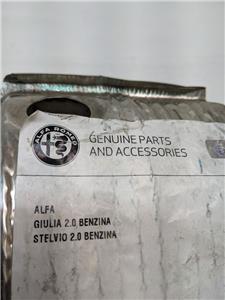 ALFA ROMEO
GENUINE PARTS
AND ACCESSORIES
ALFA
GIULIA 2.0 BENZINA
STELVIO 2.0 BENZINA